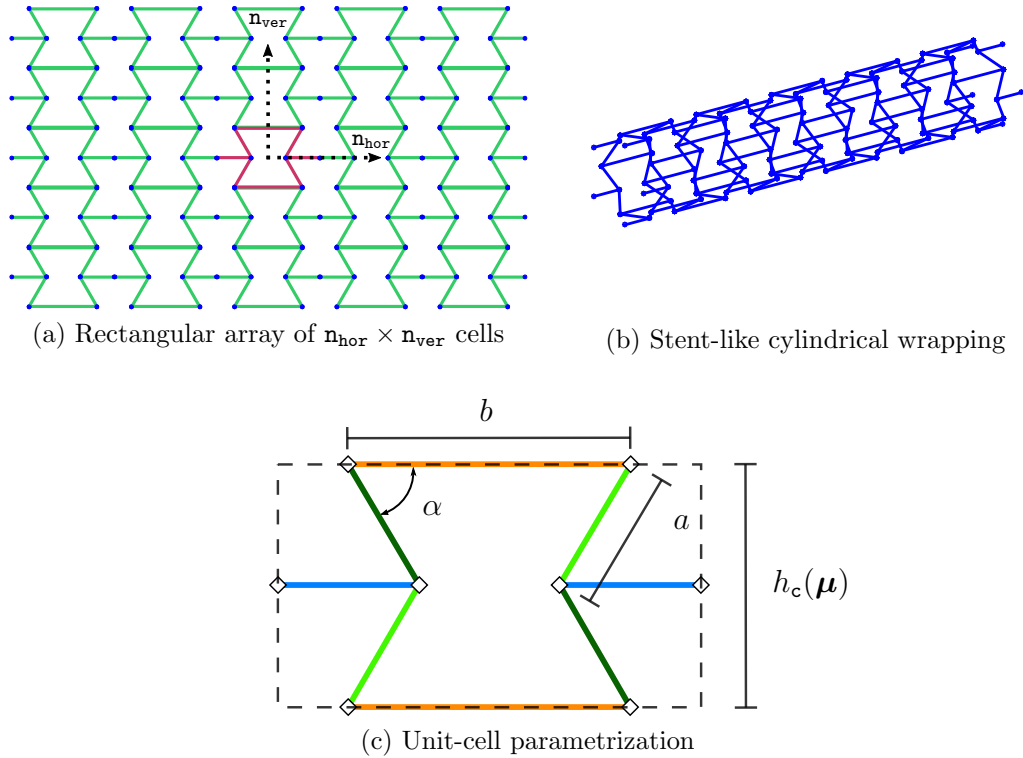 n_ver
n_hor
(a) Rectangular array of n_hor × n_ver cells
(b) Stent-like cylindrical wrapping
b
α
a
h_c(μ)
(c) Unit-cell parametrization